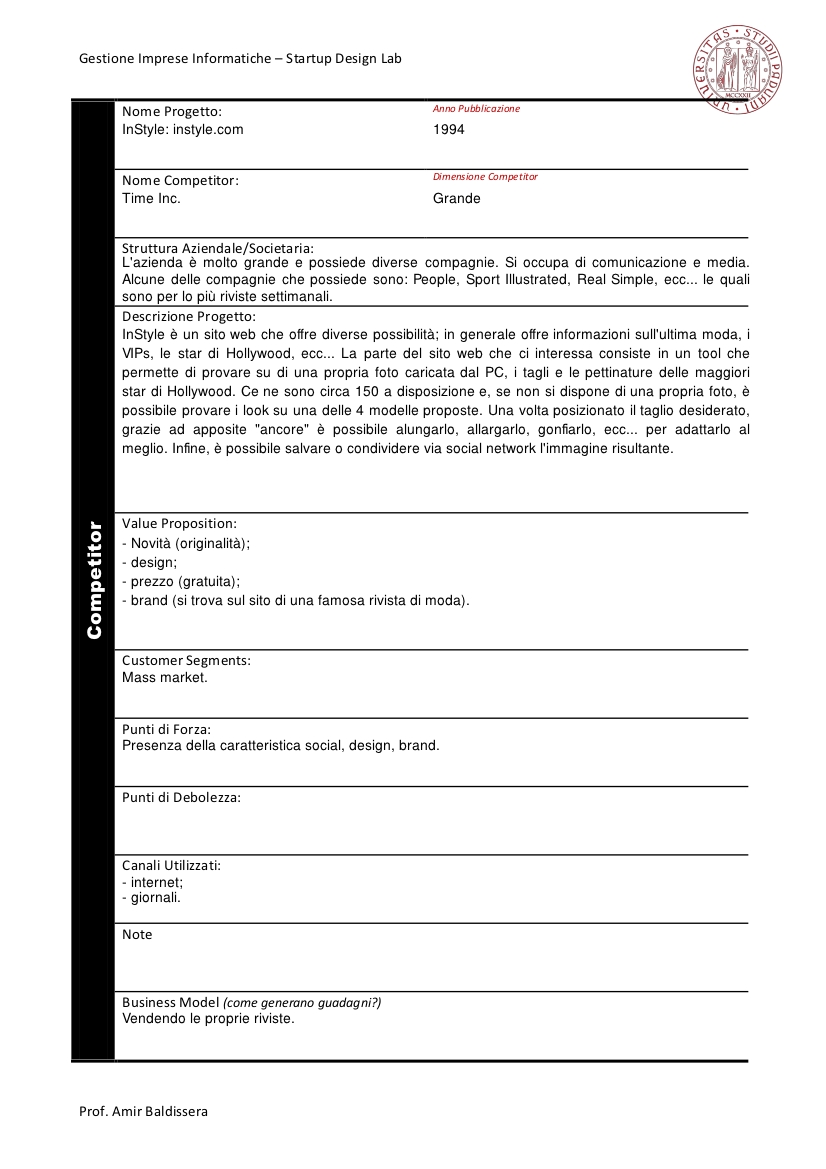 Gestione Imprese Informatiche – Startup Design Lab
UNIVERSITAS • STUDII PADUANI •
MCCXXII
Nome Progetto:
Anno Pubblicazione
InStyle: instyle.com
1994
Nome Competitor:
Dimensione Competitor
Time Inc.
Grande
Struttura Aziendale/Societaria:
L'azienda è molto grande e possiede diverse compagnie. Si occupa di comunicazione e media.
Alcune delle compagnie che possiede sono: People, Sport Illustrated, Real Simple, ecc... le quali
sono per lo più riviste settimanali.
Descrizione Progetto:
InStyle è un sito web che offre diverse possibilità; in generale offre informazioni sull'ultima moda, i
VIPs, le star di Hollywood, ecc... La parte del sito web che ci interessa consiste in un tool che
permette di provare su di una propria foto caricata dal PC, i tagli e le pettinature delle maggiori
star di Hollywood. Ce ne sono circa 150 a disposizione e, se non si dispone di una propria foto, è
possibile provare i look su una delle 4 modelle proposte. Una volta posizionato il taglio desiderato,
grazie ad apposite "ancore" è possibile alungarlo, allargarlo, gonfiarlo, ecc... per adattarlo al
meglio. Infine, è possibile salvare o condividere via social network l'immagine risultante.
Competitor
Value Proposition:
- Novità (originalità);
- design;
- prezzo (gratuita);
- brand (si trova sul sito di una famosa rivista di moda).
Customer Segments:
Mass market.
Punti di Forza:
Presenza della caratteristica social, design, brand.
Punti di Debolezza:
Canali Utilizzati:
- internet;
- giornali.
Note
Business Model (come generano guadagni?)
Vendendo le proprie riviste.
Prof. Amir Baldissera